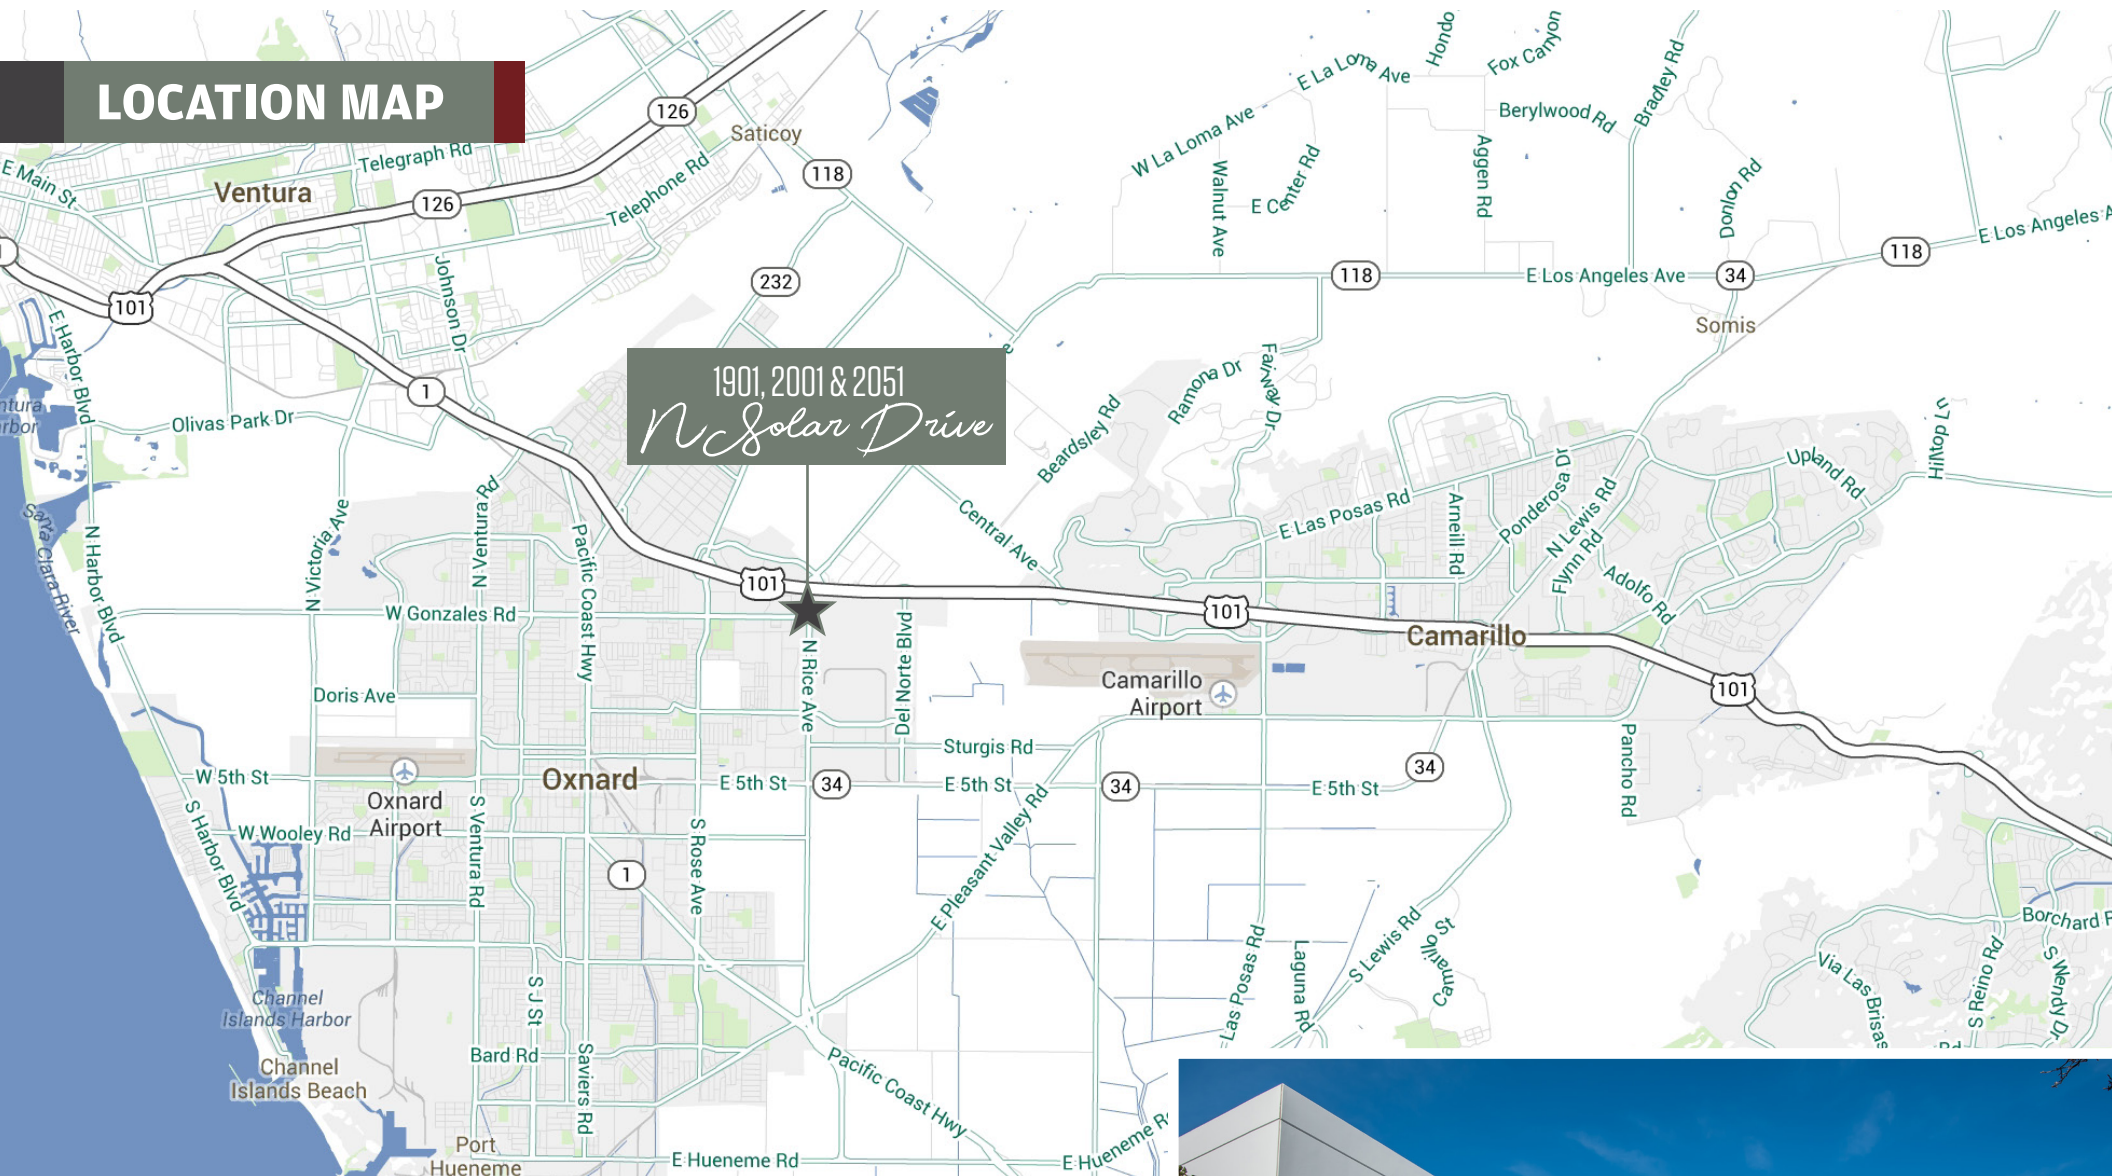 LOCATION MAP
Hondo
Fox Canyon
E La Loma Ave
Bradley Rd
126
Saticoy
W La Loma Ave
Berylwood Rd
Telegraph Rd
118
Telephone Rd
Walnut Ave
E Center Rd
Aggen Rd
Donlon Rd
E Main St
Ventura
126
E Los Angeles A
118
101
Johnson Dr
232
118
E Los Angeles Ave
34
Somis
E Harbor Blvd
1901, 2001 & 2051
N Solar Drive
Ramona Dr
Fairway Dr
1
Olivas Park Dr
Beardsley Rd
Hilltop Ln
Upland Rd
Santa Clara River
N Harbor Blvd
N Victoria Ave
N Ventura Rd
Pacific Coast Hwy
Central Ave
E Las Posas Rd
Arneill Rd
Ponderosa Dr
N Lewis Rd
Flynn Rd
Adolfo Rd
101
W Gonzales Rd
101
Camarillo
N Rice Ave
Del Norte Blvd
Camarillo
Airport
101
Doris Ave
Sturgis Rd
Pancho Rd
W 5th St
Oxnard
E 5th St
34
E 5th St
34
E 5th St
34
Oxnard
Airport
S Harbor Blvd
W Wooley Rd
S Ventura Rd
S Rose Ave
E Pleasant Valley Rd
1
Las Posas Rd
Laguna Rd
S Lewis Rd
Camarillo St
Borchard R
Via Las Brisas
S Reino Rd
S Wendy Dr
Channel
Islands Harbor
S J St
Bard Rd
Saviers Rd
Channel
Islands Beach
Pacific Coast Hwy
Port
Hueneme
E Hueneme Rd
E Hueneme R